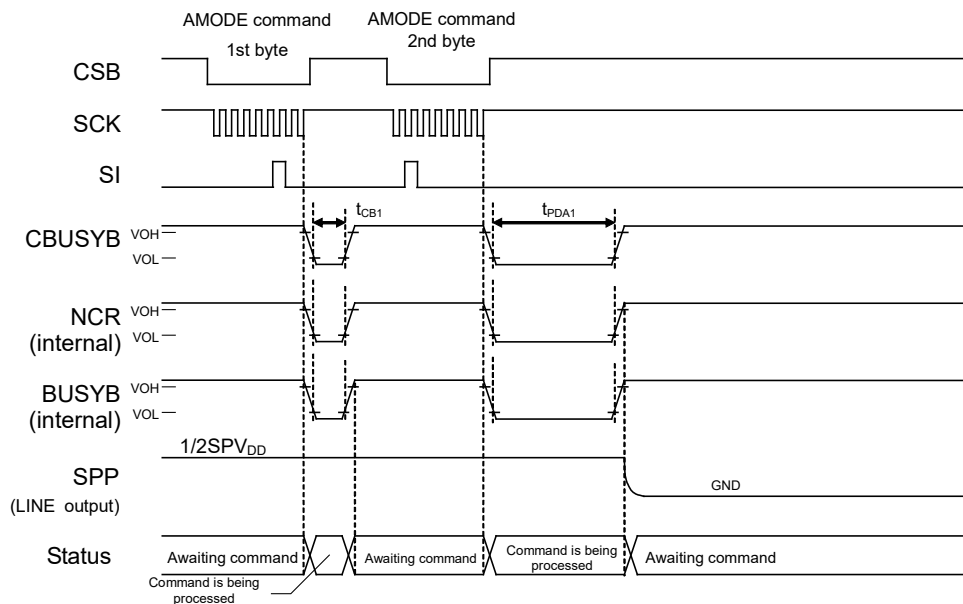 AMODE command
1st byte
AMODE command
2nd byte
CSB
SCK
SI
tCB1
tPDA1
CBUSYB
VOH
VOL
NCR
(internal)
VOH
VOL
BUSYB
(internal)
VOH
VOL
1/2SPVDD
SPP
(LINE output)
GND
Status
Awaiting command
Command is being
processed
Awaiting command
Command is being
processed
Awaiting command